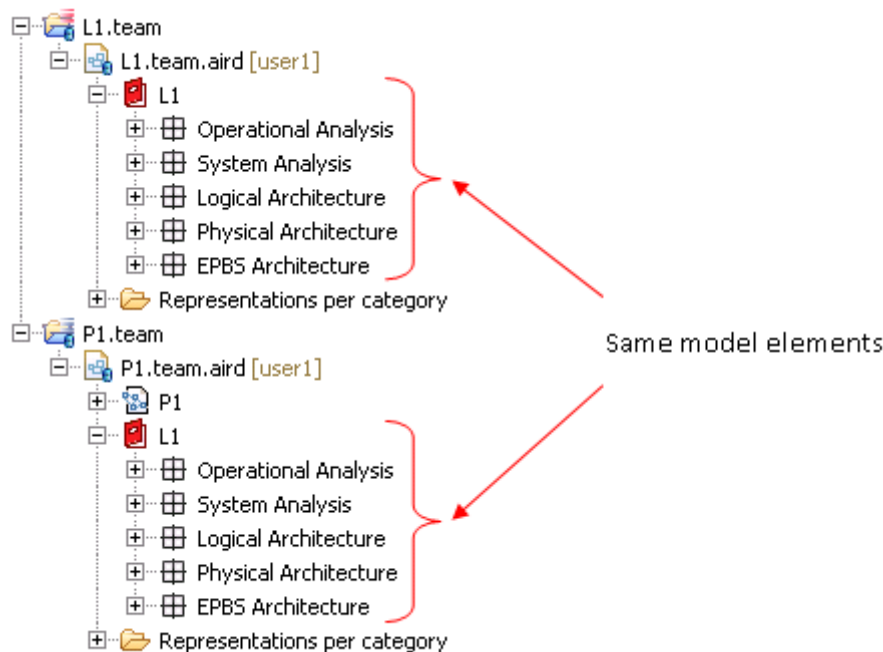 L1.team
L1.team.aird [user1]
L1
Operational Analysis
System Analysis
Logical Architecture
Physical Architecture
EPBS Architecture
Representations per category
P1.team
Same model elements
P1.team.aird [user1]
P1
L1
Operational Analysis
System Analysis
Logical Architecture
Physical Architecture
EPBS Architecture
Representations per category